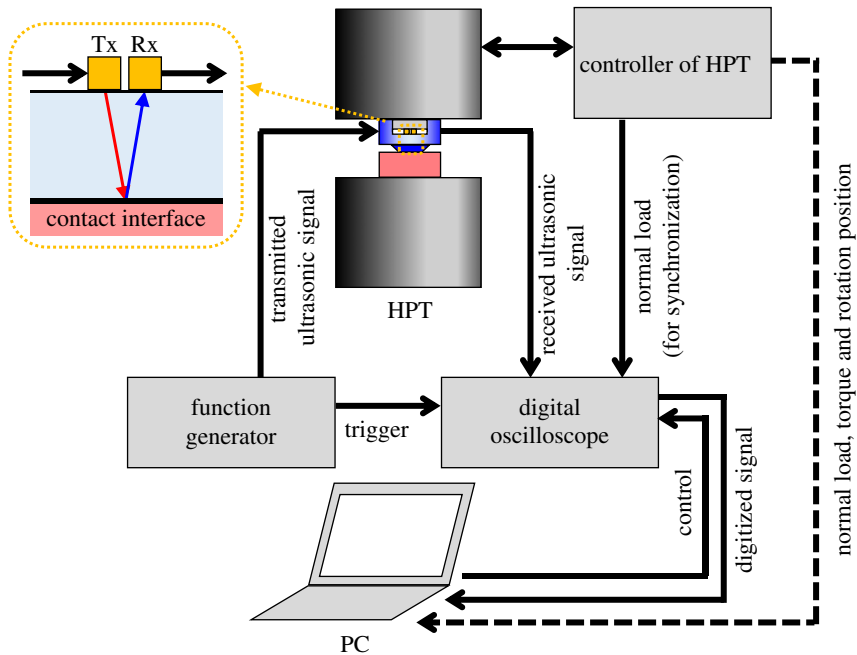 Tx Rx
controller of HPT
contact interface
transmitted
ultrasonic signal
HPT
received ultrasonic
signal
normal load
(for synchronization)
normal load, torque and rotation position
function
generator
trigger
digital
oscilloscope
control
digitized signal
PC